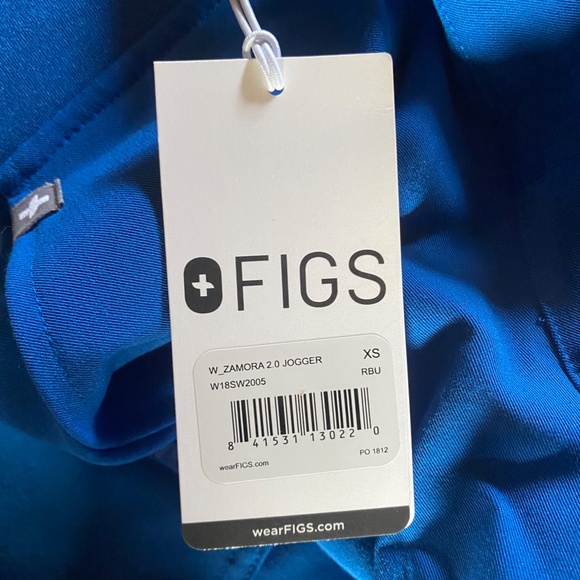 FIGS
W_ZAMORA 2.0 JOGGER XS
W18SW2005 RBU
8 41531 13022 0
wearFIGS.com PO 1812
wearFIGS.com